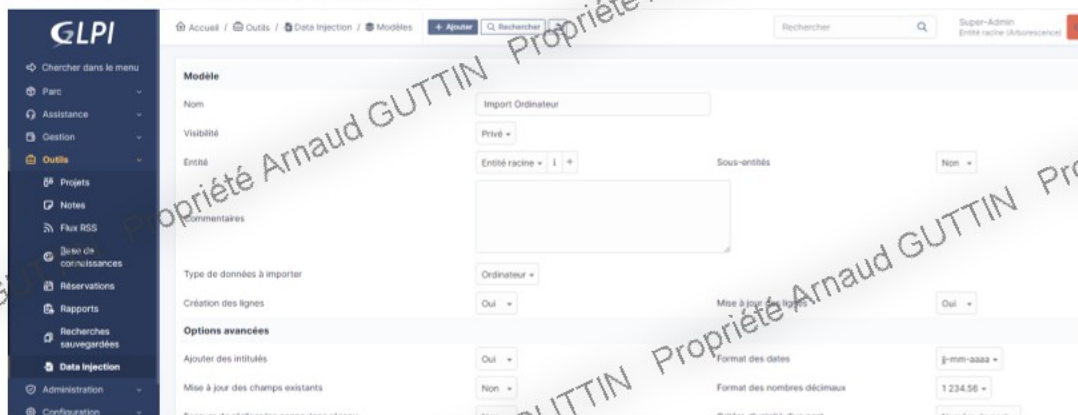 GLPI
Accueil / Outils / Data Injection / Modèles + Ajouter Rechercher
Rechercher
Super-Admin
Entité racine (Arborescence)
Chercher dans le menu
Parc
Assistance
Gestion
Outils
Projets
Notes
Flux RSS
Base de connaissances
Réservations
Rapports
Recherches sauvegardées
Data Injection
Administration
Configuration
Modèle
Nom Import Ordinateur
Visibilité Privé
Entité Entité racine i + Sous-entités Non
Commentaires
Type de données à importer Ordinateur
Création des lignes Oui Mise à jour des lignes Oui
Options avancées
Ajouter des intitulés Oui Format des dates jj-mm-aaaa
Mise à jour des champs existants Non Format des nombres décimaux 1 234.56
Propriété Arnaud GUTTIN Propriété
Propriété Arnaud GUTTIN Pro
GUTTIN